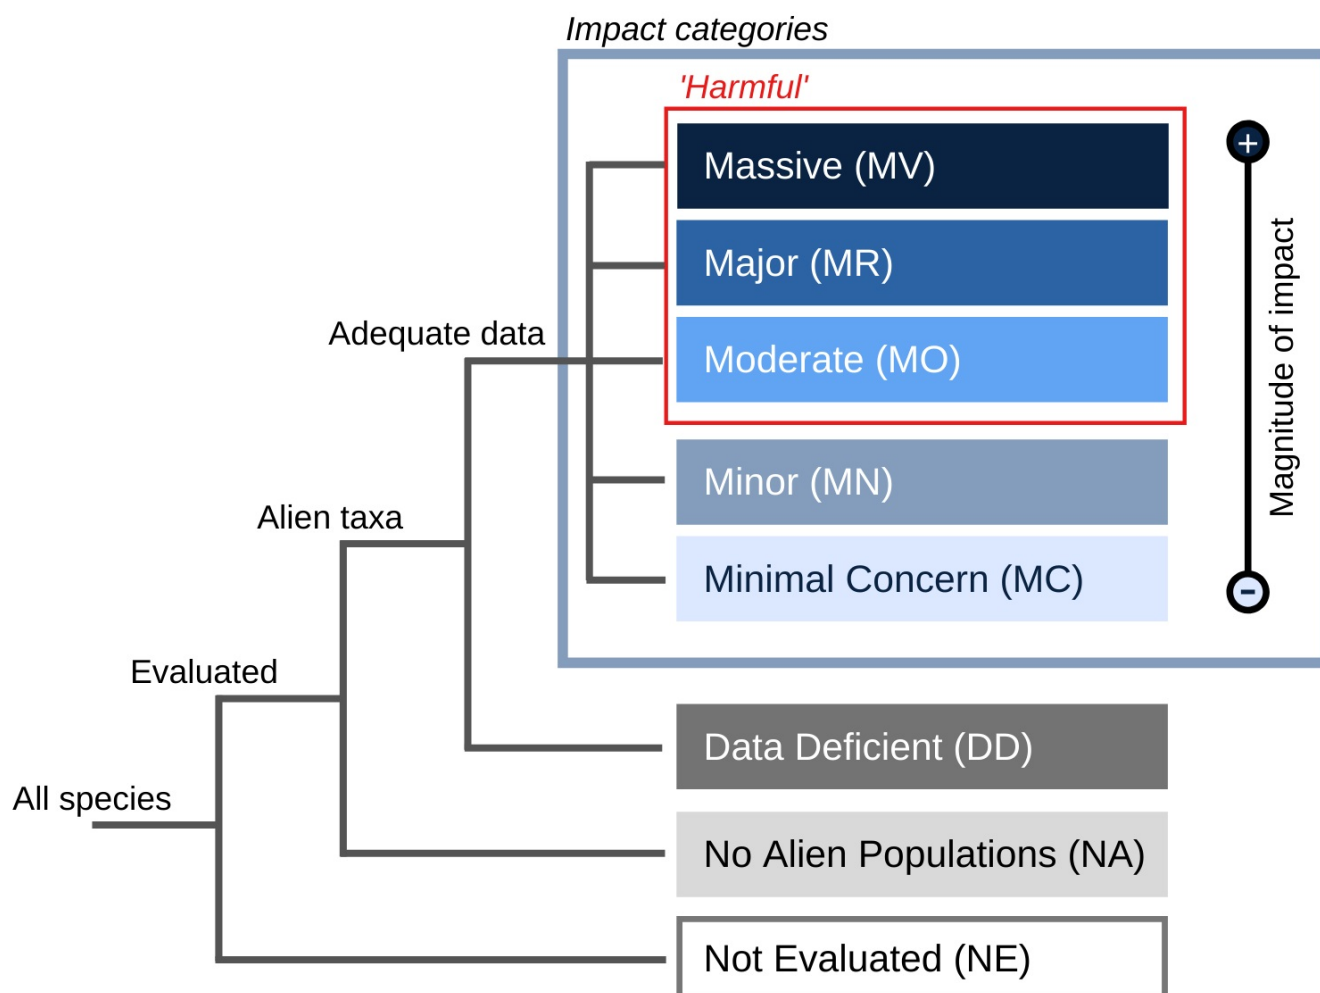 Impact categories
'Harmful'
Massive (MV)
Major (MR)
Moderate (MO)
Minor (MN)
Minimal Concern (MC)
+
Magnitude of impact
-
Adequate data
Alien taxa
Evaluated
All species
Data Deficient (DD)
No Alien Populations (NA)
Not Evaluated (NE)